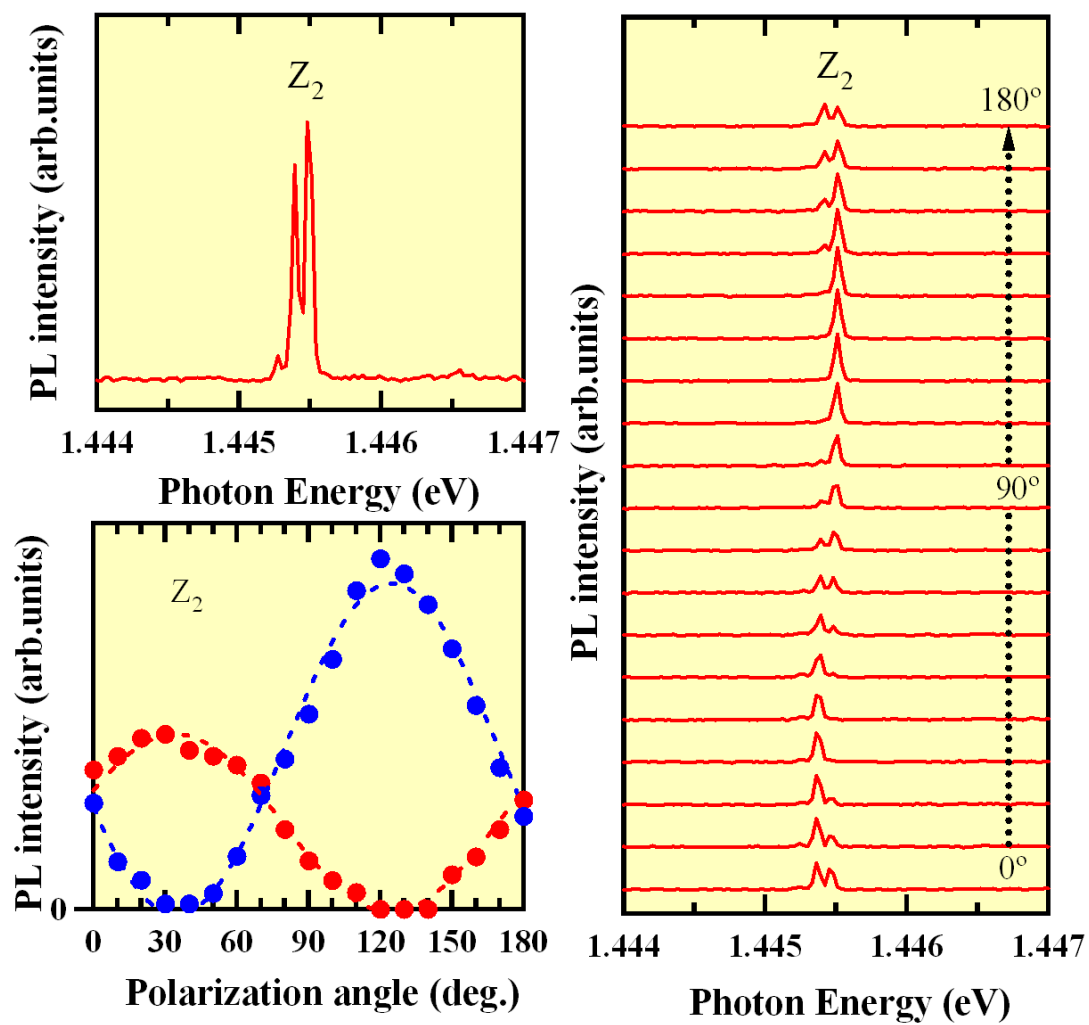 Z2
PL intensity (arb.units)
1.444 1.445 1.446 1.447
Photon Energy (eV)
Z2
PL intensity (arb.units)
0
0 30 60 90 120 150 180
Polarization angle (deg.)
Z2
180°
90°
0°
PL intensity (arb.units)
1.444 1.445 1.446 1.447
Photon Energy (eV)